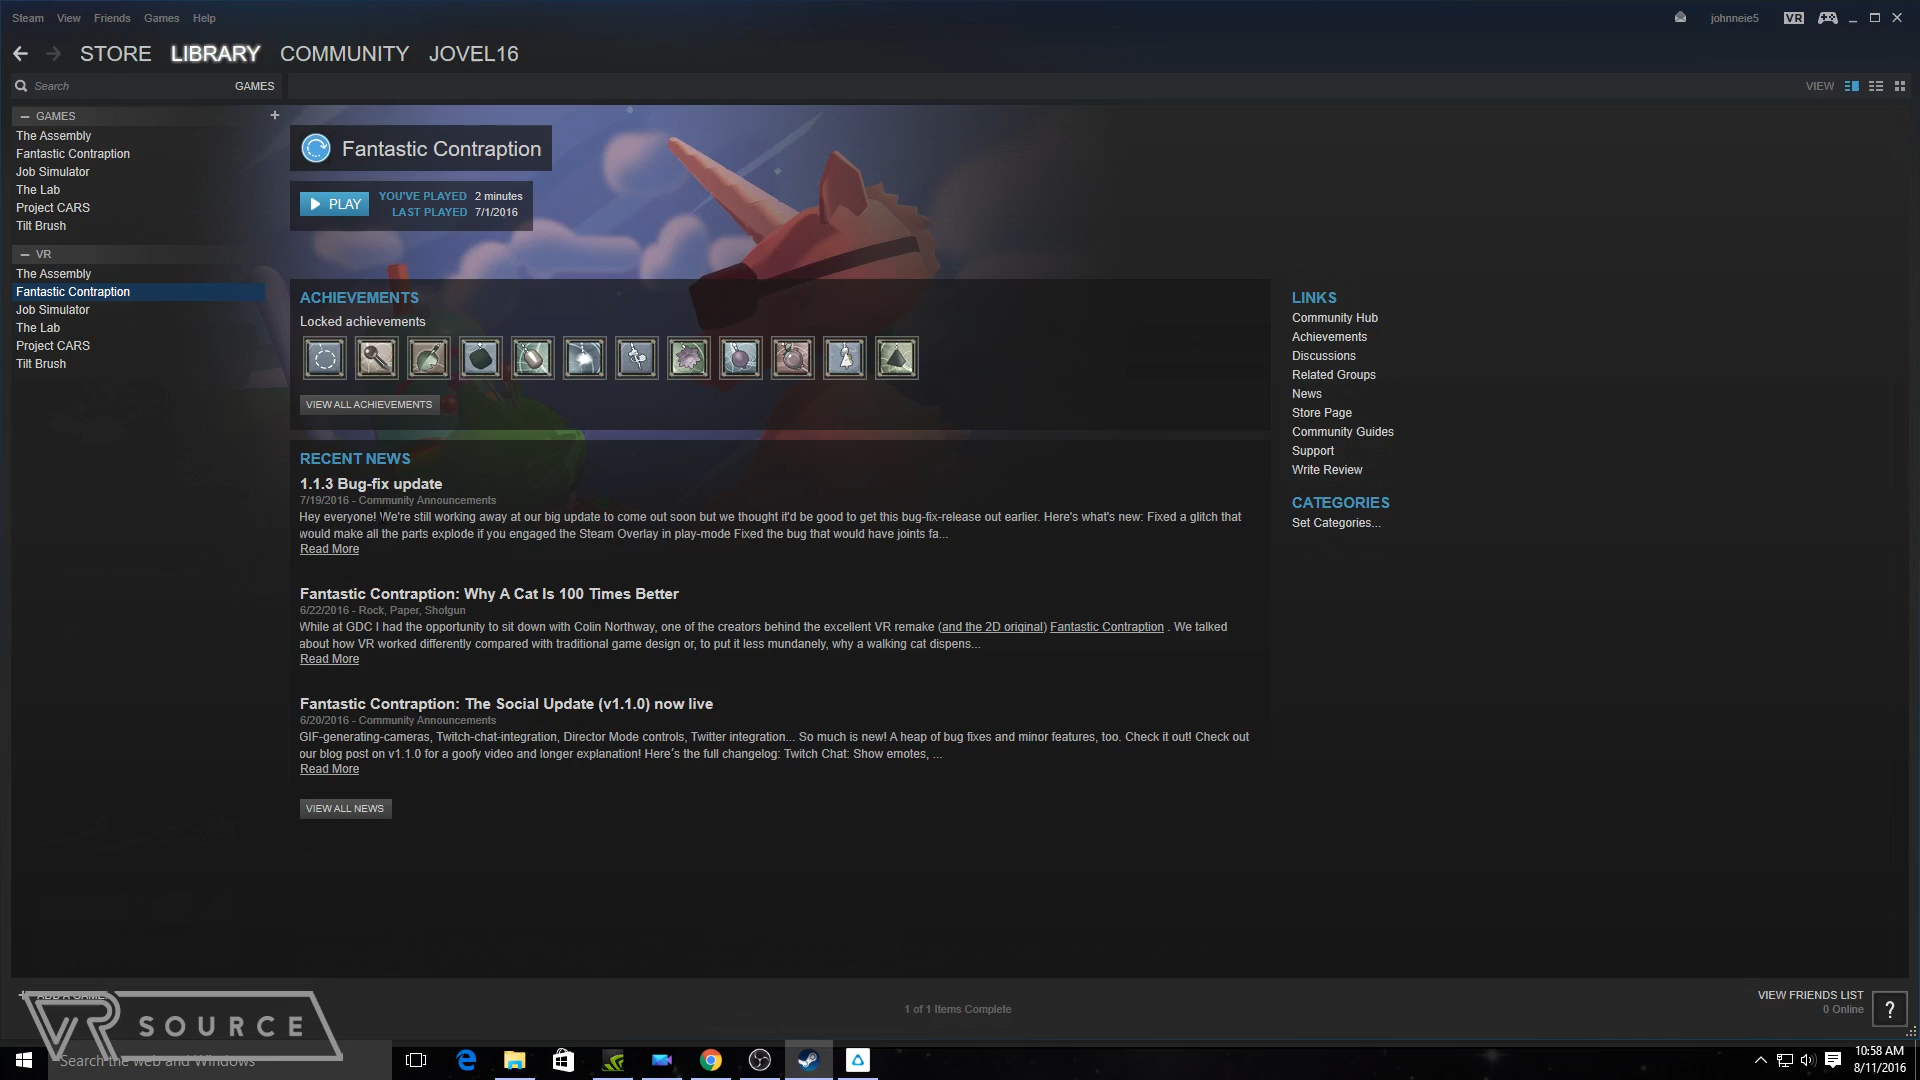 Steam View Friends Games Help
johnneie5 VR
STORE LIBRARY COMMUNITY JOVEL16
Search GAMES
VIEW
GAMES +
The Assembly
Fantastic Contraption
Job Simulator
The Lab
Project CARS
Tilt Brush
VR
The Assembly
Fantastic Contraption
Job Simulator
The Lab
Project CARS
Tilt Brush
Fantastic Contraption
PLAY
YOU'VE PLAYED 2 minutes
LAST PLAYED 7/1/2016
ACHIEVEMENTS
Locked achievements
VIEW ALL ACHIEVEMENTS
RECENT NEWS
1.1.3 Bug-fix update
7/19/2016 - Community Announcements
Hey everyone! We're still working away at our big update to come out soon but we thought it'd be good to get this bug-fix-release out earlier. Here's what's new: Fixed a glitch that
would make all the parts explode if you engaged the Steam Overlay in play-mode Fixed the bug that would have joints fa...
Read More
Fantastic Contraption: Why A Cat Is 100 Times Better
6/22/2016 - Rock, Paper, Shotgun
While at GDC I had the opportunity to sit down with Colin Northway, one of the creators behind the excellent VR remake (and the 2D original) Fantastic Contraption . We talked
about how VR worked differently compared with traditional game design or, to put it less mundanely, why a walking cat dispens...
Read More
Fantastic Contraption: The Social Update (v1.1.0) now live
6/20/2016 - Community Announcements
GIF-generating-cameras, Twitch-chat-integration, Director Mode controls, Twitter integration... So much is new! A heap of bug fixes and minor features, too. Check it out! Check out
our blog post on v1.1.0 for a goofy video and longer explanation! Here´s the full changelog: Twitch Chat: Show emotes, ...
Read More
VIEW ALL NEWS
LINKS
Community Hub
Achievements
Discussions
Related Groups
News
Store Page
Community Guides
Support
Write Review
CATEGORIES
Set Categories...
+ ADD A GAME...
1 of 1 Items Complete
VIEW FRIENDS LIST
0 Online
?
VR SOURCE
Search the web and Windows
10:58 AM
8/11/2016